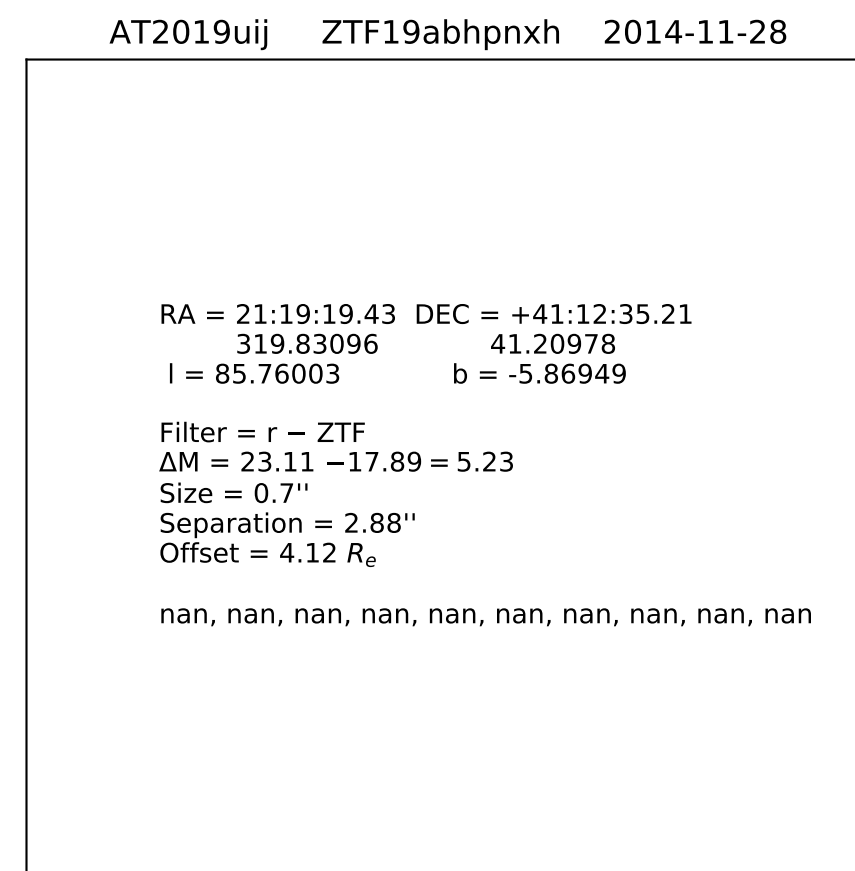 AT2019uij ZTF19abhpnxh 2014-11-28
RA = 21:19:19.43 DEC = +41:12:35.21
319.83096 41.20978
l = 85.76003 b = -5.86949
Filter = r − ZTF
ΔM = 23.11 −17.89 = 5.23
Size = 0.7''
Separation = 2.88''
Offset = 4.12 Re
nan, nan, nan, nan, nan, nan, nan, nan, nan, nan